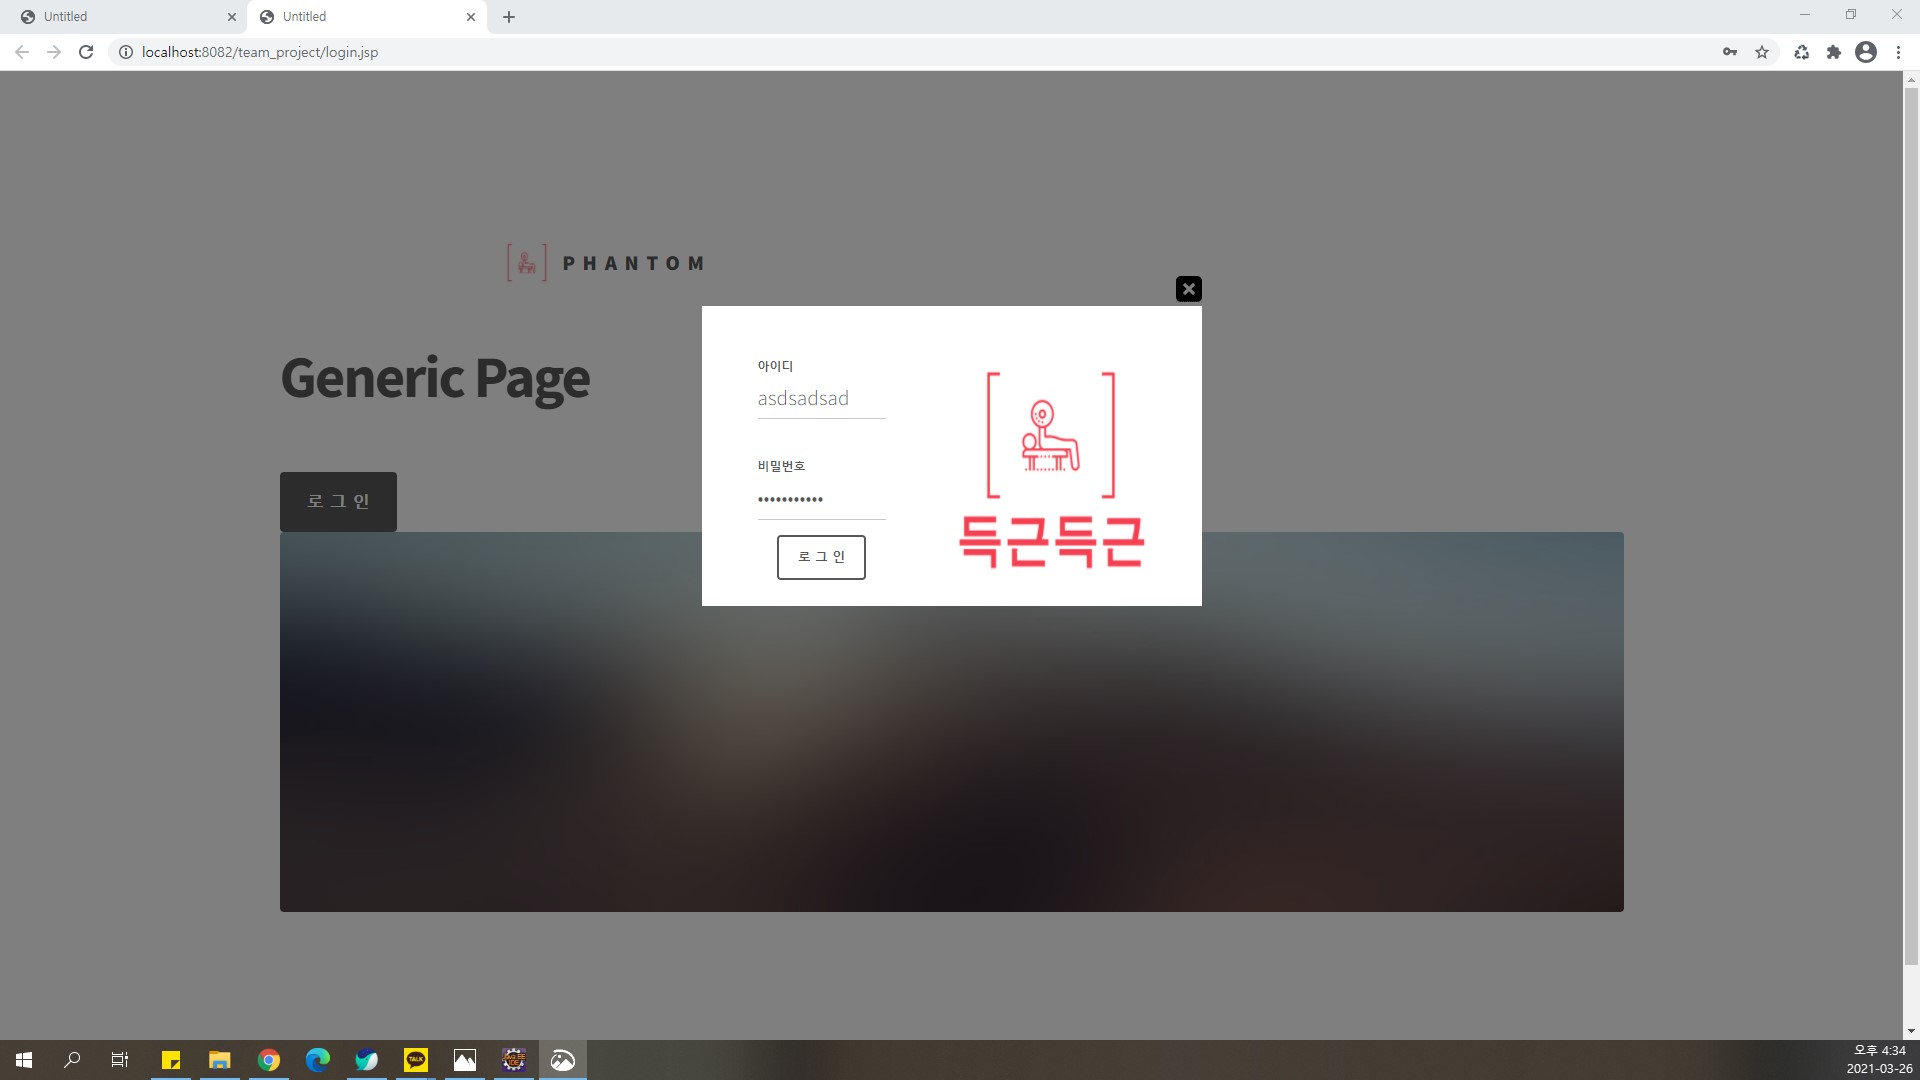 Untitled
Untitled
localhost:8082/team_project/login.jsp
PHANTOM
Generic Page
로그인
아이디
asdsadsad
비밀번호
•••••••••••
로그인
득근득근
TALK
오후 4:34
2021-03-26